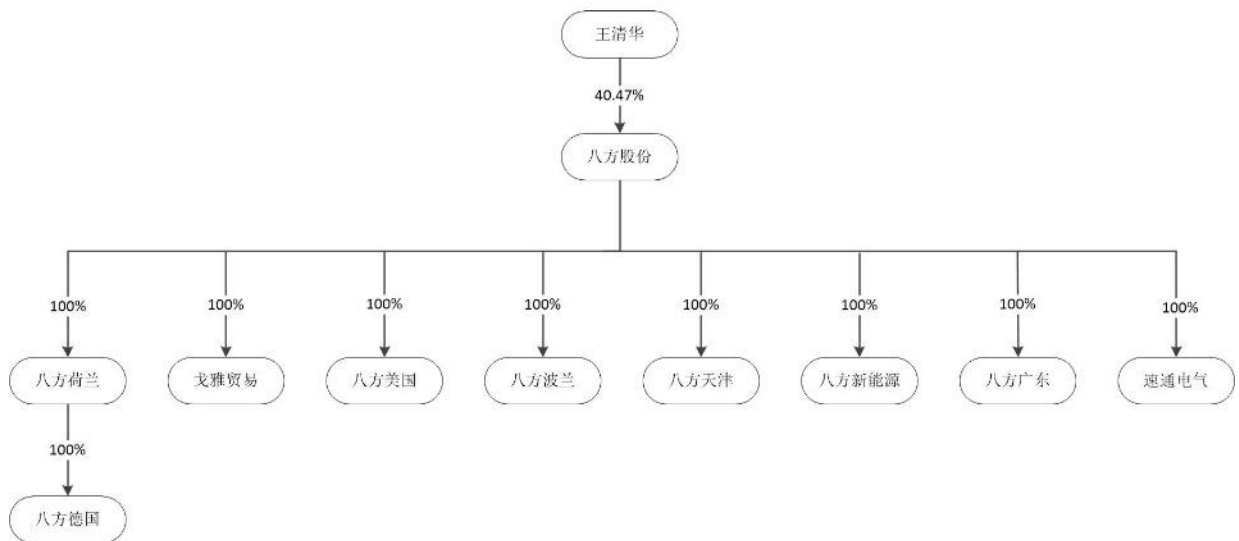 王清华
40.47%
八方股份
100%
100%
100%
100%
100%
100%
100%
100%
八方荷兰
戈雅贸易
八方美国
八方波兰
八方天津
八方新能源
八方广东
速通电气
100%
八方德国